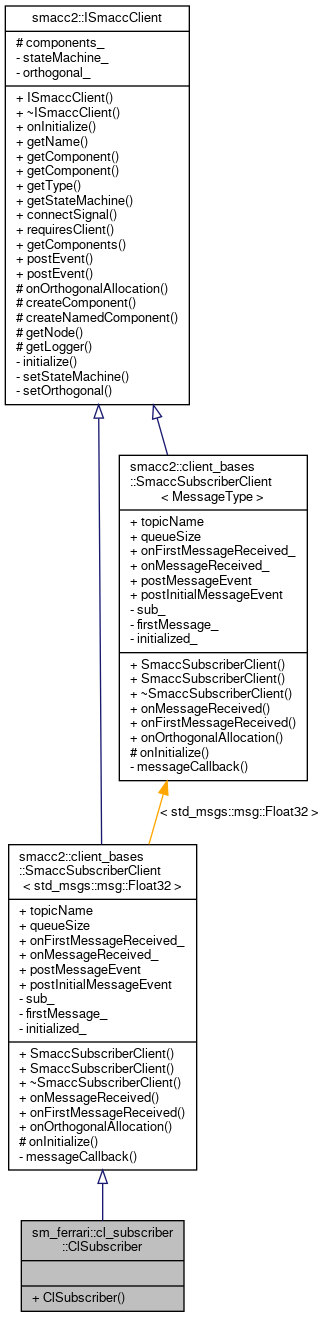 smacc2::ISmaccClient
# components_
- stateMachine_
- orthogonal_
+ ISmaccClient()
+ ~ISmaccClient()
+ onInitialize()
+ getName()
+ getComponent()
+ getComponent()
+ getType()
+ getStateMachine()
+ connectSignal()
+ requiresClient()
+ getComponents()
+ postEvent()
+ postEvent()
# onOrthogonalAllocation()
# createComponent()
# createNamedComponent()
# getNode()
# getLogger()
- initialize()
- setStateMachine()
- setOrthogonal()
smacc2::client_bases
::SmaccSubscriberClient
< MessageType >
+ topicName
+ queueSize
+ onFirstMessageReceived_
+ onMessageReceived_
+ postMessageEvent
+ postInitialMessageEvent
- sub_
- firstMessage_
- initialized_
+ SmaccSubscriberClient()
+ SmaccSubscriberClient()
+ ~SmaccSubscriberClient()
+ onMessageReceived()
+ onFirstMessageReceived()
+ onOrthogonalAllocation()
# onInitialize()
- messageCallback()
< std_msgs::msg::Float32 >
smacc2::client_bases
::SmaccSubscriberClient
< std_msgs::msg::Float32 >
+ topicName
+ queueSize
+ onFirstMessageReceived_
+ onMessageReceived_
+ postMessageEvent
+ postInitialMessageEvent
- sub_
- firstMessage_
- initialized_
+ SmaccSubscriberClient()
+ SmaccSubscriberClient()
+ ~SmaccSubscriberClient()
+ onMessageReceived()
+ onFirstMessageReceived()
+ onOrthogonalAllocation()
# onInitialize()
- messageCallback()
sm_ferrari::cl_subscriber
::ClSubscriber
+ ClSubscriber()